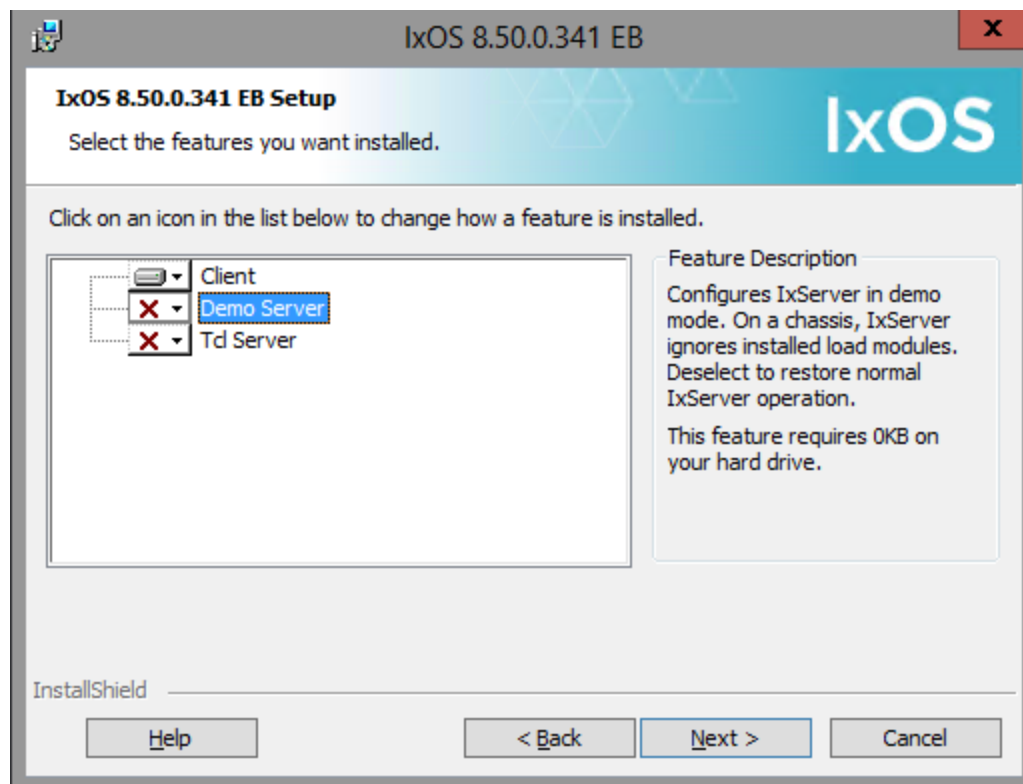 IxOS 8.50.0.341 EB
x
IxOS 8.50.0.341 EB Setup
Select the features you want installed.
IxOS
Click on an icon in the list below to change how a feature is installed.
Client
Demo Server
Tcl Server
Feature Description
Configures IxServer in demo
mode. On a chassis, IxServer
ignores installed load modules.
Deselect to restore normal
IxServer operation.
This feature requires 0KB on
your hard drive.
InstallShield
Help
< Back
Next >
Cancel